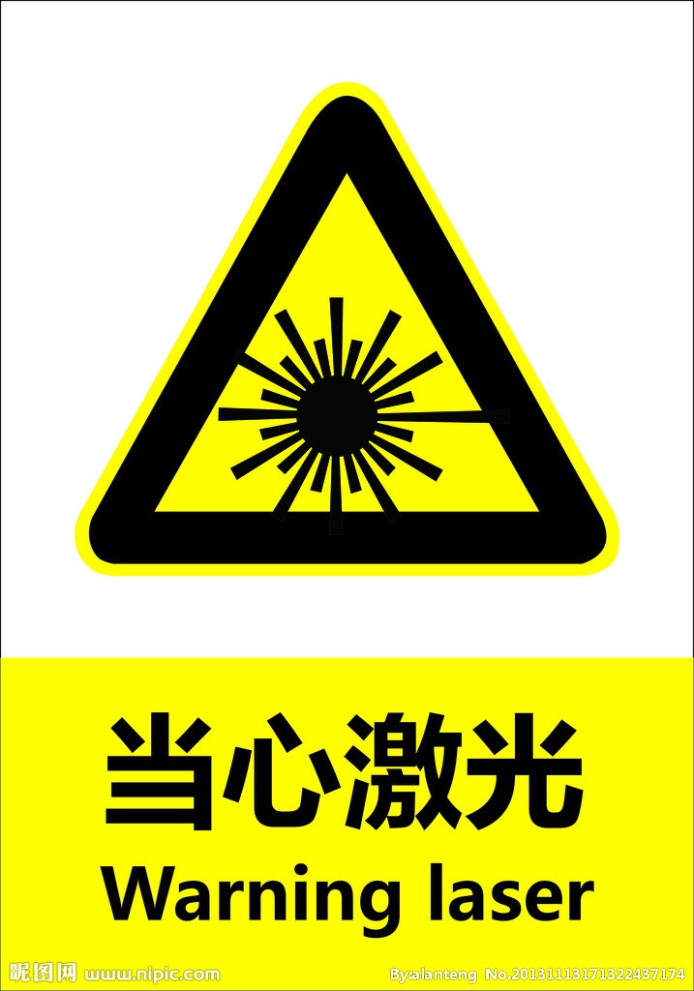 当心激光
Warning laser
昵图网 www.nipic.com
By:alanteng No.20131113171322437174